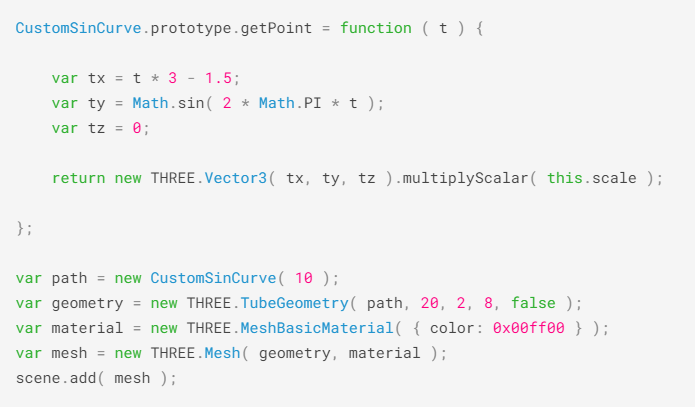 CustomSinCurve.prototype.getPoint = function ( t ) {
var tx = t * 3 - 1.5;
var ty = Math.sin( 2 * Math.PI * t );
var tz = 0;
return new THREE.Vector3( tx, ty, tz ).multiplyScalar( this.scale );
};
var path = new CustomSinCurve( 10 );
var geometry = new THREE.TubeGeometry( path, 20, 2, 8, false );
var material = new THREE.MeshBasicMaterial( { color: 0x00ff00 } );
var mesh = new THREE.Mesh( geometry, material );
scene.add( mesh );